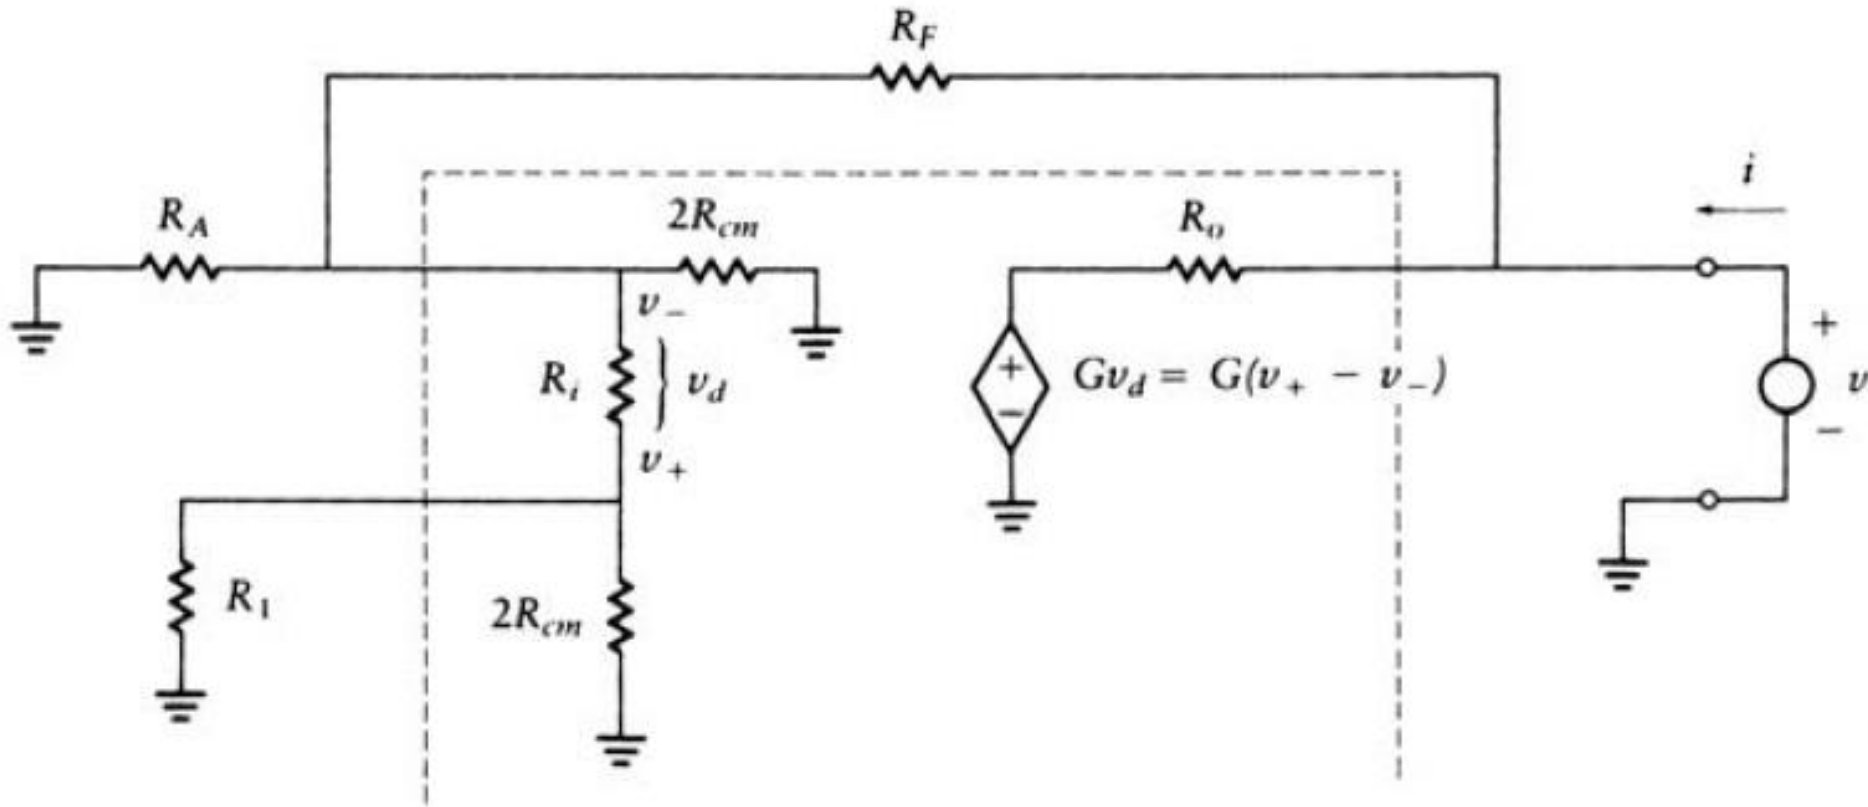 R_F
i
R_A
2R_cm
R_o
v_-
+
R_i
v_d
+
Gv_d = G(v_+ - v_-)
v
-
-
v_+
R_1
2R_cm